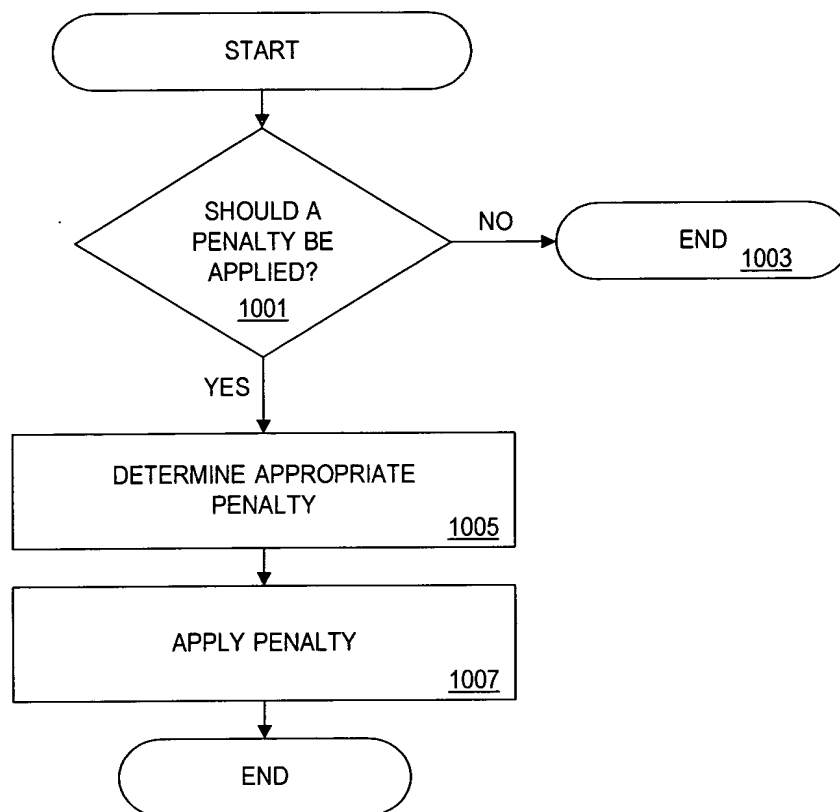 START
SHOULD A
PENALTY BE
APPLIED?
1001
NO
END
1003
YES
DETERMINE APPROPRIATE
PENALTY
1005
APPLY PENALTY
1007
END